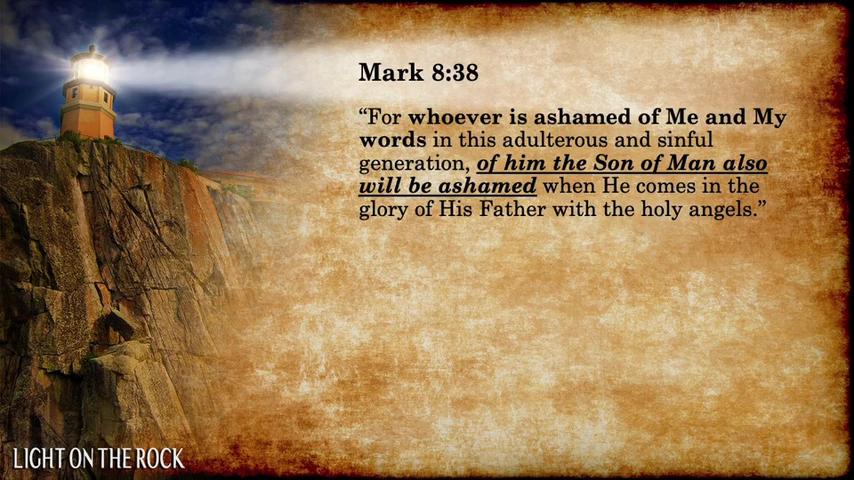 Mark 8:38
“For whoever is ashamed of Me and My
words in this adulterous and sinful
generation, of him the Son of Man also
will be ashamed when He comes in the
glory of His Father with the holy angels.”
LIGHT ON THE ROCK